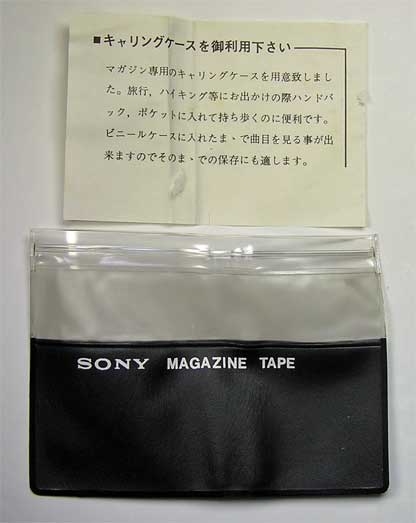 ■キャリングケースを御利用下さい
マガジン専用のキャリングケースを用意致しまし
た。旅行，ハイキング等にお出かけの際ハンドバ
ック，ポケットに入れて持ち歩くのに便利です。
ビニールケースに入れたまゝで曲目を見る事が出
来ますのでそのまゝでの保存にも適します。
SONY MAGAZINE TAPE